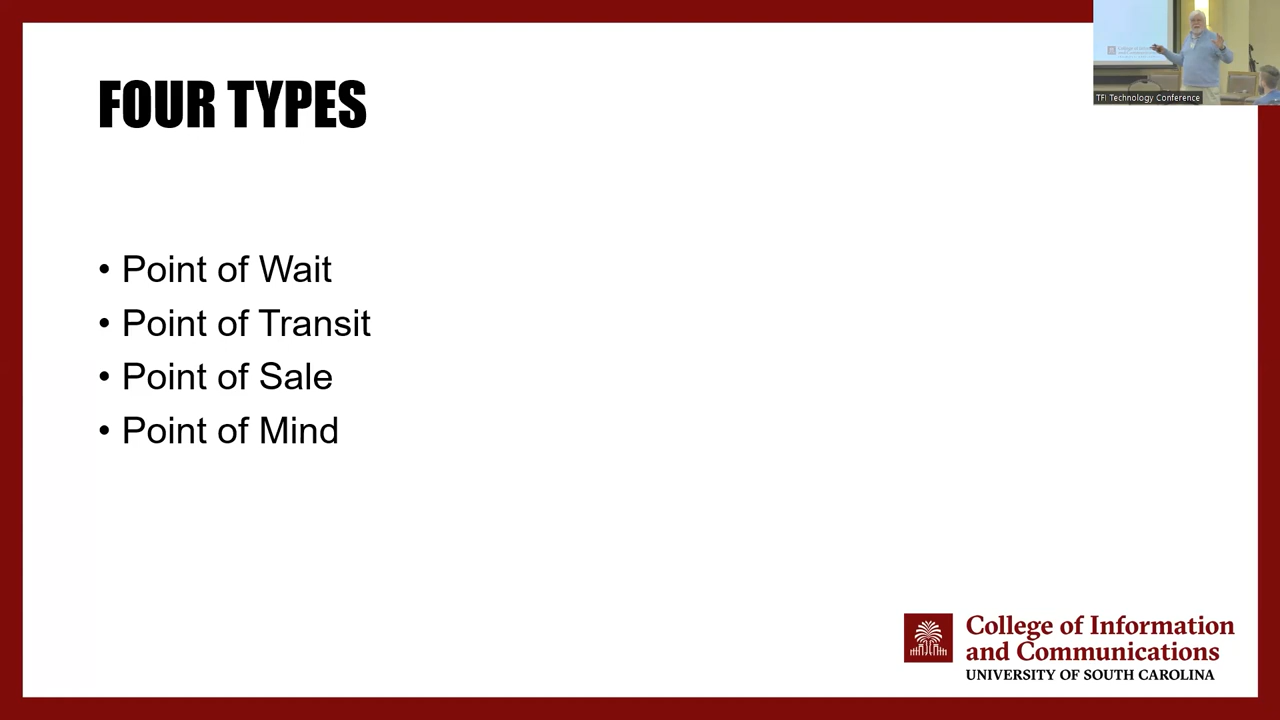 FOUR TYPES
• Point of Wait
• Point of Transit
• Point of Sale
• Point of Mind
TFI Technology Conference
College of Information
and Communications
UNIVERSITY OF SOUTH CAROLINA